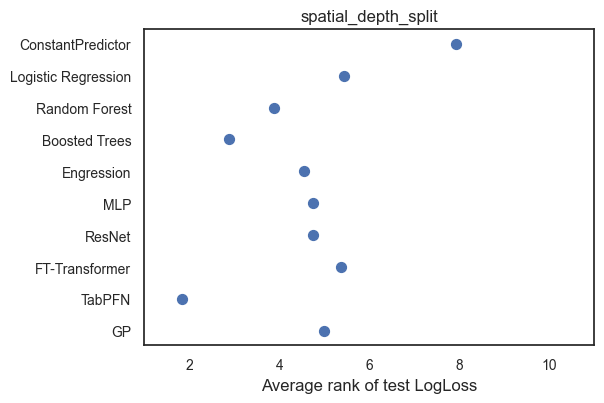 spatial_depth_split
ConstantPredictor
Logistic Regression
Random Forest
Boosted Trees
Engression
MLP
ResNet
FT-Transformer
TabPFN
GP
2 4 6 8 10
Average rank of test LogLoss